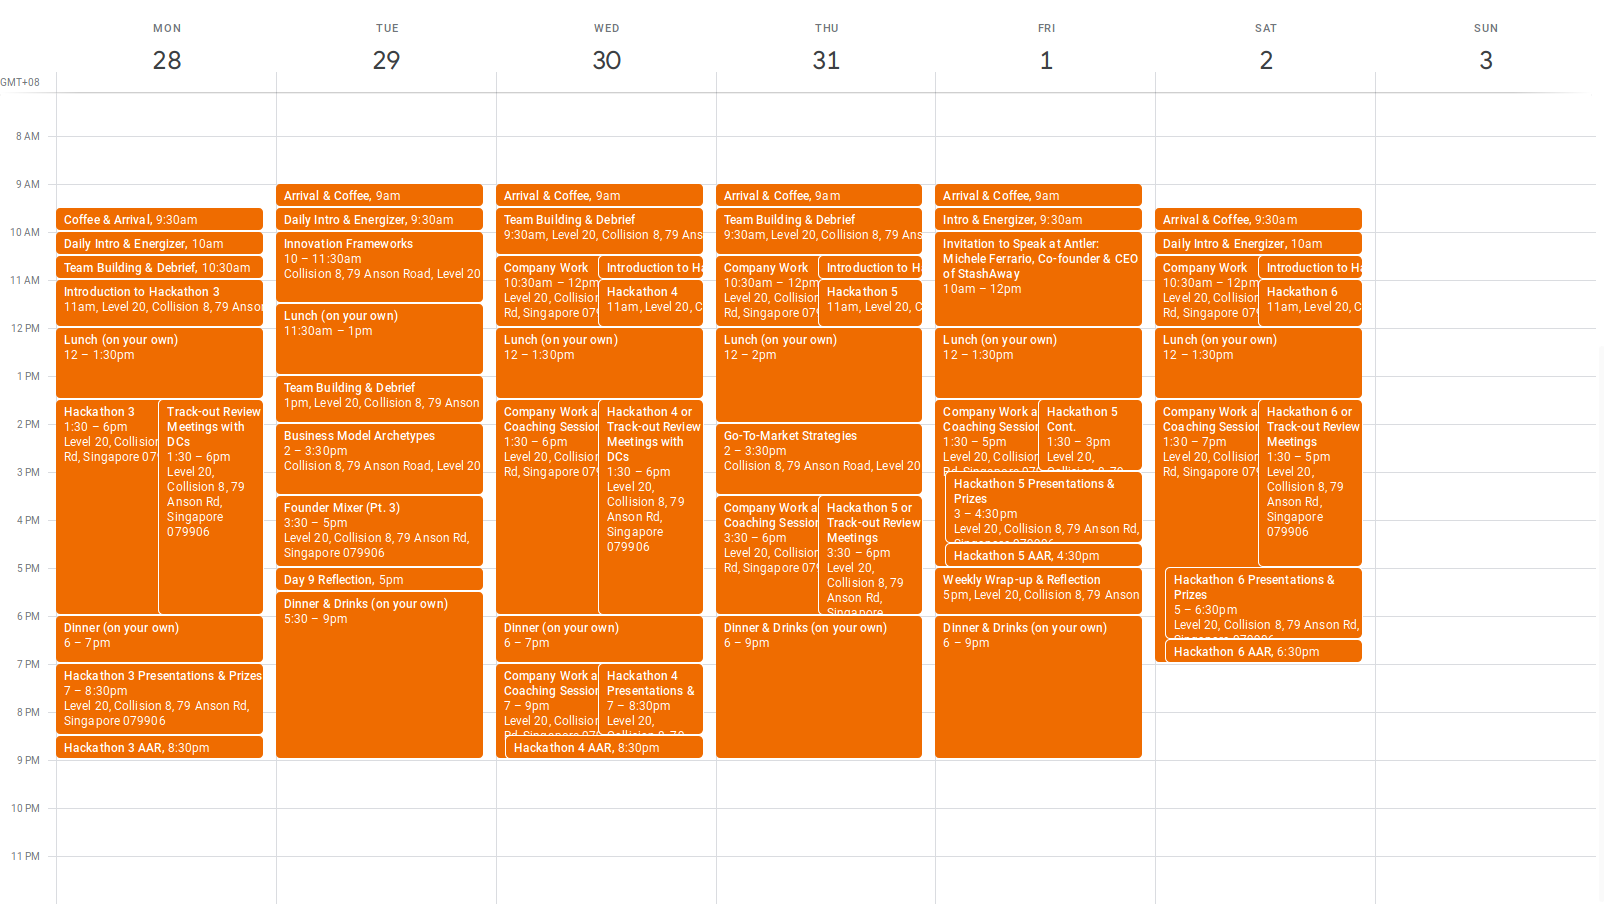 MON
28
TUE
29
WED
30
THU
31
FRI
1
SAT
2
SUN
3
GMT+08
8 AM
9 AM
10 AM
11 AM
12 PM
1 PM
2 PM
3 PM
4 PM
5 PM
6 PM
7 PM
8 PM
9 PM
10 PM
11 PM
Coffee & Arrival, 9:30am
Daily Intro & Energizer, 10am
Team Building & Debrief, 10:30am
Introduction to Hackathon 3
11am, Level 20, Collision 8, 79 Anson
Lunch (on your own)
12 – 1:30pm
Hackathon 3
1:30 – 6pm
Level 20, Collision
Rd, Singapore 07
Track-out Review
Meetings with
DCs
1:30 – 6pm
Level 20,
Collision 8, 79
Anson Rd,
Singapore
079906
Dinner (on your own)
6 – 7pm
Hackathon 3 Presentations & Prizes
7 – 8:30pm
Level 20, Collision 8, 79 Anson Rd,
Singapore 079906
Hackathon 3 AAR, 8:30pm
Arrival & Coffee, 9am
Daily Intro & Energizer, 9:30am
Innovation Frameworks
10 – 11:30am
Collision 8, 79 Anson Road, Level 20
Lunch (on your own)
11:30am – 1pm
Team Building & Debrief
1pm, Level 20, Collision 8, 79 Anson
Business Model Archetypes
2 – 3:30pm
Collision 8, 79 Anson Road, Level 20
Founder Mixer (Pt. 3)
3:30 – 5pm
Level 20, Collision 8, 79 Anson Rd,
Singapore 079906
Day 9 Reflection, 5pm
Dinner & Drinks (on your own)
5:30 – 9pm
Arrival & Coffee, 9am
Team Building & Debrief
9:30am, Level 20, Collision 8, 79 Ans
Company Work
10:30am – 12pm
Level 20, Collision
Rd, Singapore 07
Introduction to Ha
Hackathon 4
11am, Level 20, C
Lunch (on your own)
12 – 1:30pm
Company Work a
Coaching Session
1:30 – 6pm
Level 20, Collision
Rd, Singapore 07
Hackathon 4 or
Track-out Review
Meetings with
DCs
1:30 – 6pm
Level 20,
Collision 8, 79
Anson Rd,
Singapore
079906
Dinner (on your own)
6 – 7pm
Company Work a
Coaching Session
7 – 9pm
Level 20, Collision
Rd, Singapore 07
Hackathon 4
Presentations &
7 – 8:30pm
Level 20,
Collision 8, 79
Hackathon 4 AAR, 8:30pm
Arrival & Coffee, 9am
Team Building & Debrief
9:30am, Level 20, Collision 8, 79 Ans
Company Work
10:30am – 12pm
Level 20, Collision
Rd, Singapore 07
Introduction to Ha
Hackathon 5
11am, Level 20, C
Lunch (on your own)
12 – 2pm
Go-To-Market Strategies
2 – 3:30pm
Collision 8, 79 Anson Road, Level 20
Company Work a
Coaching Session
3:30 – 6pm
Level 20, Collision
Rd, Singapore 07
Hackathon 5 or
Track-out Review
Meetings
3:30 – 6pm
Level 20,
Collision 8, 79
Anson Rd,
Singapore
Dinner & Drinks (on your own)
6 – 9pm
Arrival & Coffee, 9am
Intro & Energizer, 9:30am
Invitation to Speak at Antler:
Michele Ferrario, Co-founder & CEO
of StashAway
10am – 12pm
Lunch (on your own)
12 – 1:30pm
Company Work a
Coaching Session
1:30 – 5pm
Level 20, Collision
Rd, Singapore 07
Hackathon 5
Cont.
1:30 – 3pm
Level 20,
Collision 8, 79
Hackathon 5 Presentations &
Prizes
3 – 4:30pm
Level 20, Collision 8, 79 Anson Rd,
Singapore 079906
Hackathon 5 AAR, 4:30pm
Weekly Wrap-up & Reflection
5pm, Level 20, Collision 8, 79 Anson
Dinner & Drinks (on your own)
6 – 9pm
Arrival & Coffee, 9:30am
Daily Intro & Energizer, 10am
Company Work
10:30am – 12pm
Level 20, Collision
Rd, Singapore 07
Introduction to Ha
Hackathon 6
11am, Level 20, C
Lunch (on your own)
12 – 1:30pm
Company Work a
Coaching Session
1:30 – 7pm
Level 20, Collision
Rd, Singapore 07
Hackathon 6 or
Track-out Review
Meetings
1:30 – 5pm
Level 20,
Collision 8, 79
Anson Rd,
Singapore
079906
Hackathon 6 Presentations &
Prizes
5 – 6:30pm
Level 20, Collision 8, 79 Anson Rd,
Singapore 079906
Hackathon 6 AAR, 6:30pm